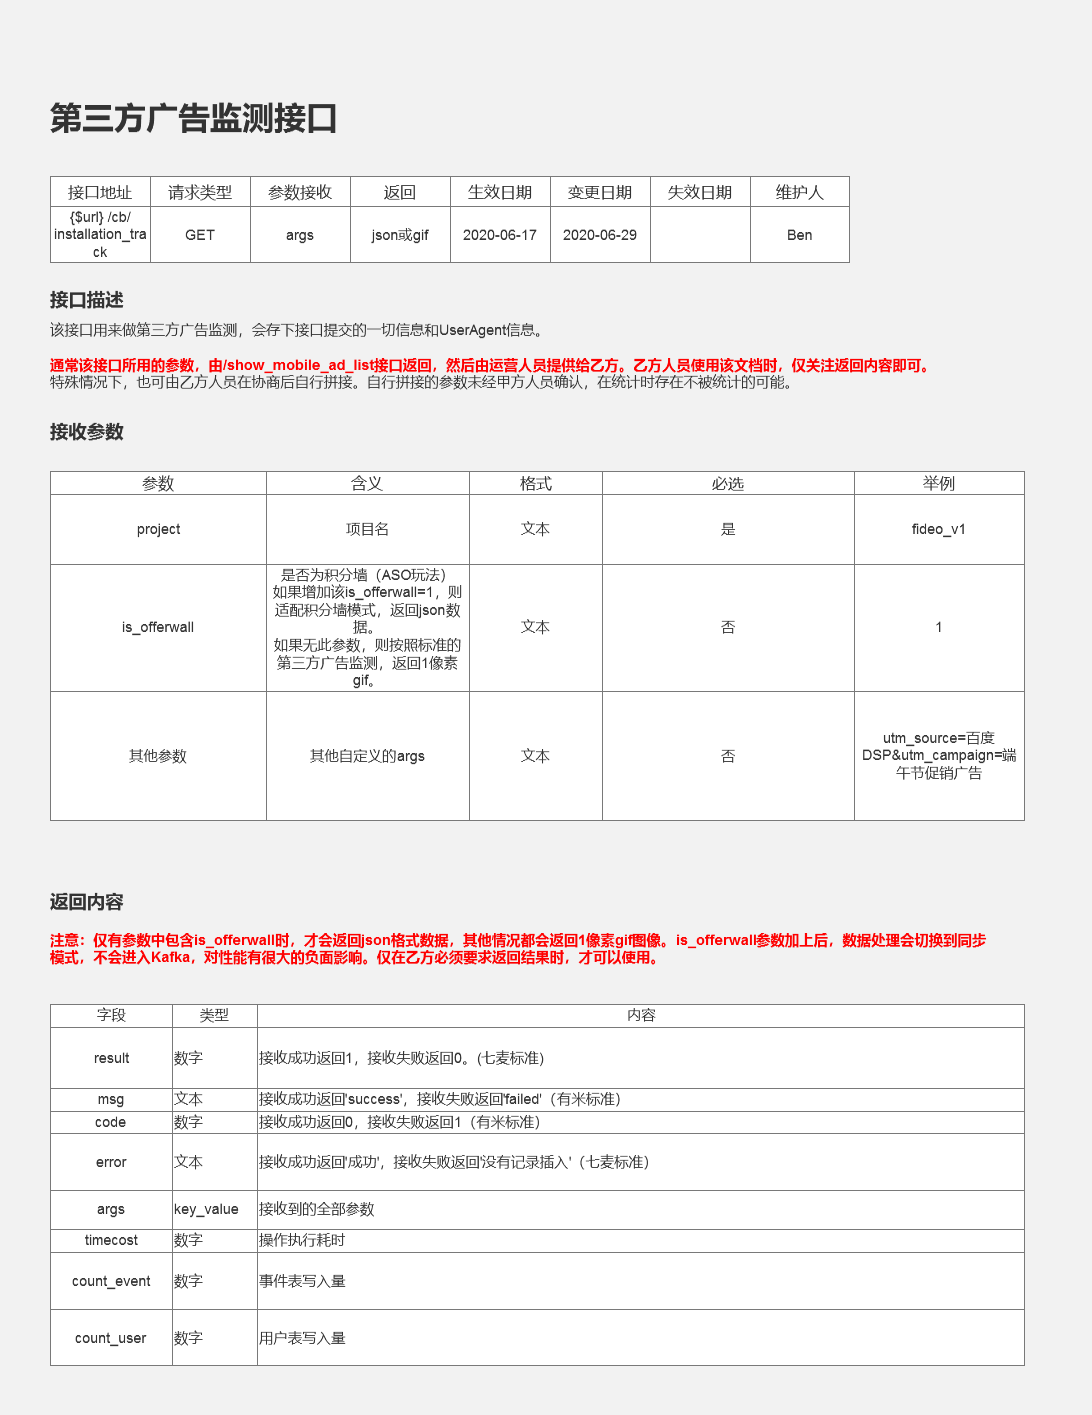 第三方广告监测接口
接口地址 请求类型 参数接收 返回 生效日期 变更日期 失效日期 维护人
{$url} /cb/
installation_tra
ck
GET args json或gif 2020-06-17 2020-06-29 Ben
接口描述
该接口用来做第三方广告监测，会存下接口提交的一切信息和UserAgent信息。
通常该接口所用的参数，由/show_mobile_ad_list接口返回，然后由运营人员提供给乙方。乙方人员使用该文档时，仅关注返回内容即可。
特殊情况下，也可由乙方人员在协商后自行拼接。自行拼接的参数未经甲方人员确认，在统计时存在不被统计的可能。
接收参数
参数 含义 格式 必选 举例
project 项目名 文本 是 fideo_v1
is_offerwall
是否为积分墙（ASO玩法）
如果增加该is_offerwall=1，则
适配积分墙模式，返回json数
据。
如果无此参数，则按照标准的
第三方广告监测，返回1像素
gif。
文本 否 1
其他参数 其他自定义的args 文本 否
utm_source=百度
DSP&utm_campaign=端
午节促销广告
返回内容
注意：仅有参数中包含is_offerwall时，才会返回json格式数据，其他情况都会返回1像素gif图像。is_offerwall参数加上后，数据处理会切换到同步
模式，不会进入Kafka，对性能有很大的负面影响。仅在乙方必须要求返回结果时，才可以使用。
字段 类型 内容
result 数字 接收成功返回1，接收失败返回0。(七麦标准)
msg 文本 接收成功返回'success'，接收失败返回'failed'（有米标准）
code 数字 接收成功返回0，接收失败返回1（有米标准）
error 文本 接收成功返回'成功'，接收失败返回'没有记录插入'（七麦标准）
args key_value 接收到的全部参数
timecost 数字 操作执行耗时
count_event 数字 事件表写入量
count_user 数字 用户表写入量